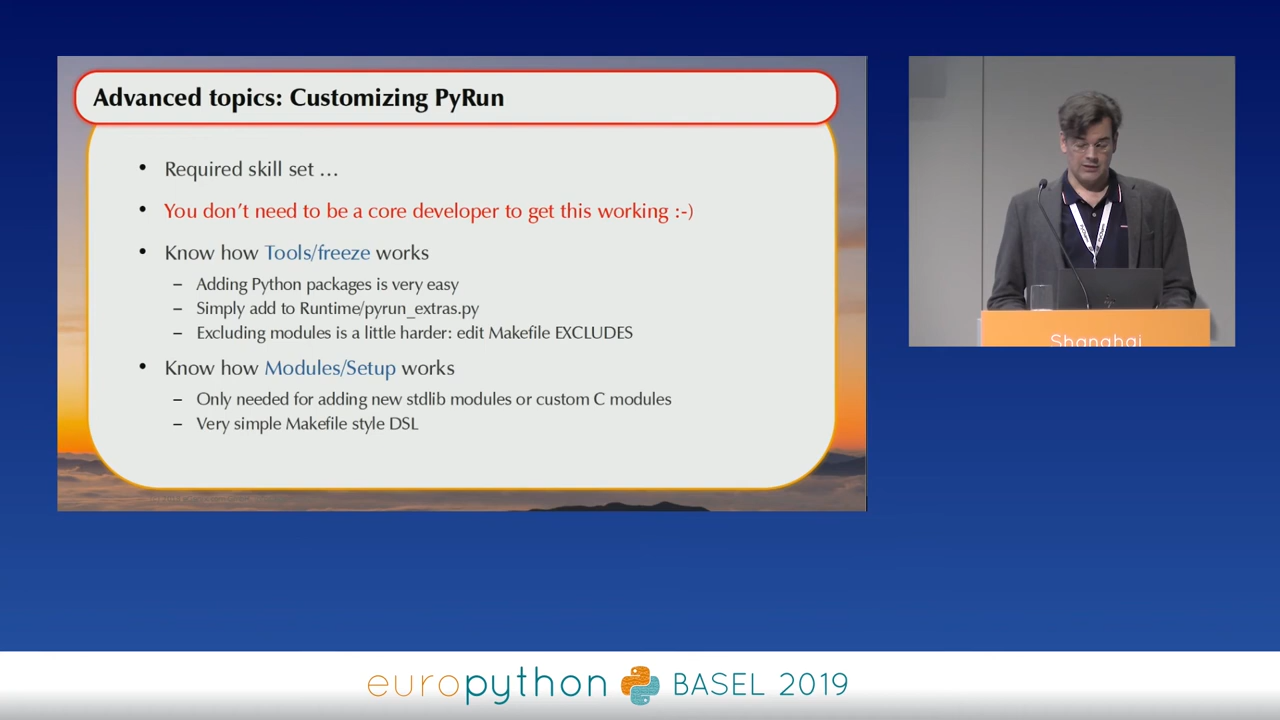 Advanced topics: Customizing PyRun
• Required skill set …
• You don’t need to be a core developer to get this working :-)
• Know how Tools/freeze works
– Adding Python packages is very easy
– Simply add to Runtime/pyrun_extras.py
– Excluding modules is a little harder: edit Makefile EXCLUDES
• Know how Modules/Setup works
– Only needed for adding new stdlib modules or custom C modules
– Very simple Makefile style DSL
Shanghai
europython BASEL 2019